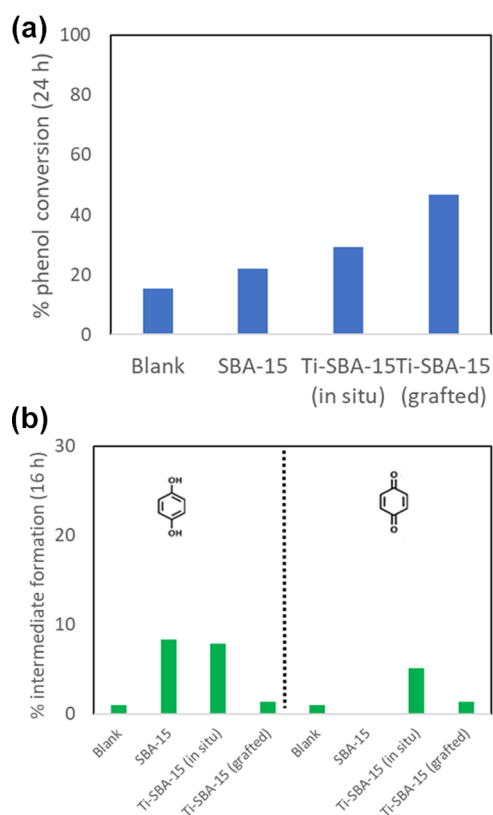 (a)
% phenol conversion (24 h)
100
80
60
40
20
0
Blank
SBA-15
Ti-SBA-15
(in situ)
Ti-SBA-15
(grafted)
(b)
% intermediate formation (16 h)
30
20
10
0
OH
OH
O
O
Blank
SBA-15
Ti-SBA-15 (in situ)
Ti-SBA-15 (grafted)
Blank
SBA-15
Ti-SBA-15 (in situ)
Ti-SBA-15 (grafted)